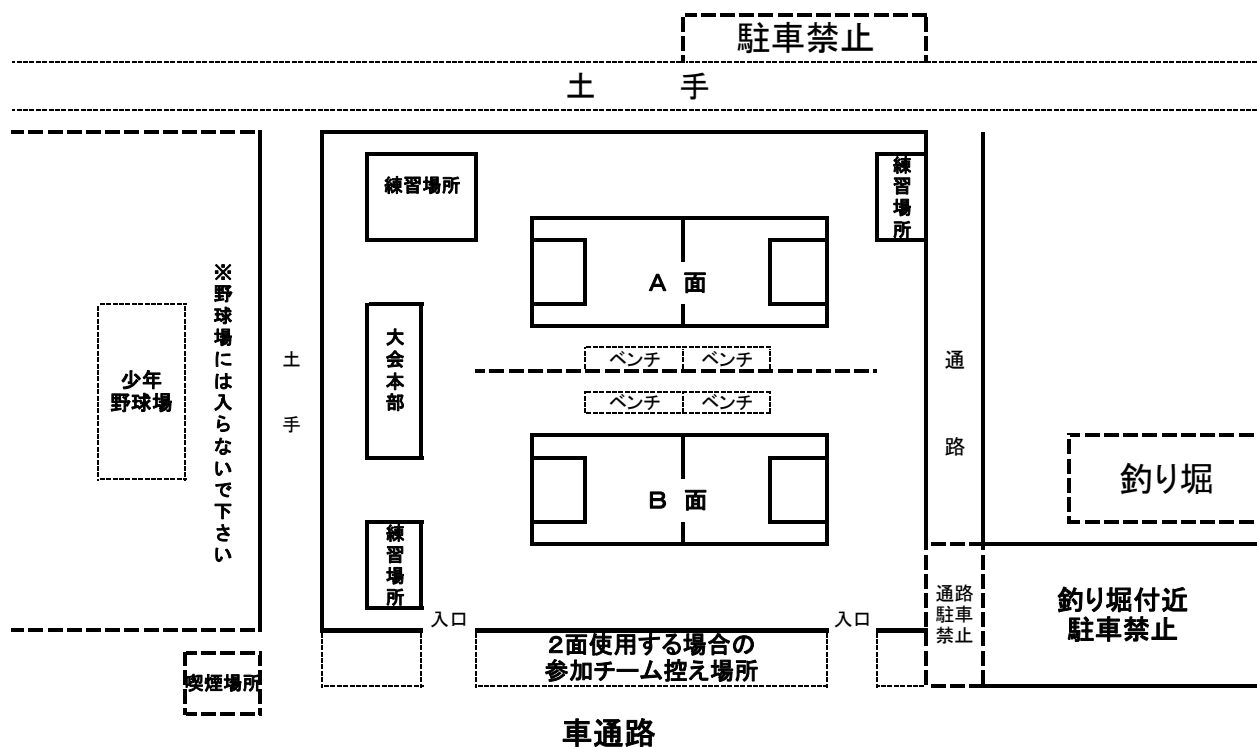 駐車禁止
土 手
練習場所
練習場所
A 面
※野球場には入らないで下さい
少年
野球場
土 手
大会本部
ベンチ ベンチ
ベンチ ベンチ
通 路
釣り堀
B 面
練習場所
入口
入口
通路
駐車
禁止
釣り堀付近
駐車禁止
2面使用する場合の
参加チーム控え場所
喫煙場所
車通路